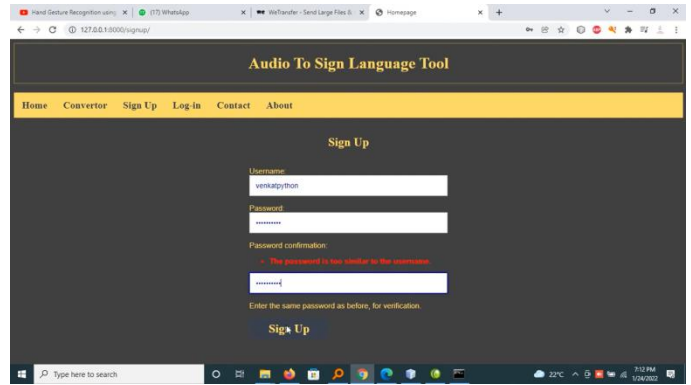 Hand Gesture Recognition using
(17) WhatsApp
WeTransfer - Send Large Files &
Homepage
127.0.0.1:8000/signup/
Audio To Sign Language Tool
Home Convertor Sign Up Log-in Contact About
Sign Up
Username:
venkatpython
Password:
Password confirmation:
The password is too similar to the username.
Enter the same password as before, for verification.
Sign Up
Type here to search
22°C
7:12 PM
1/24/2022